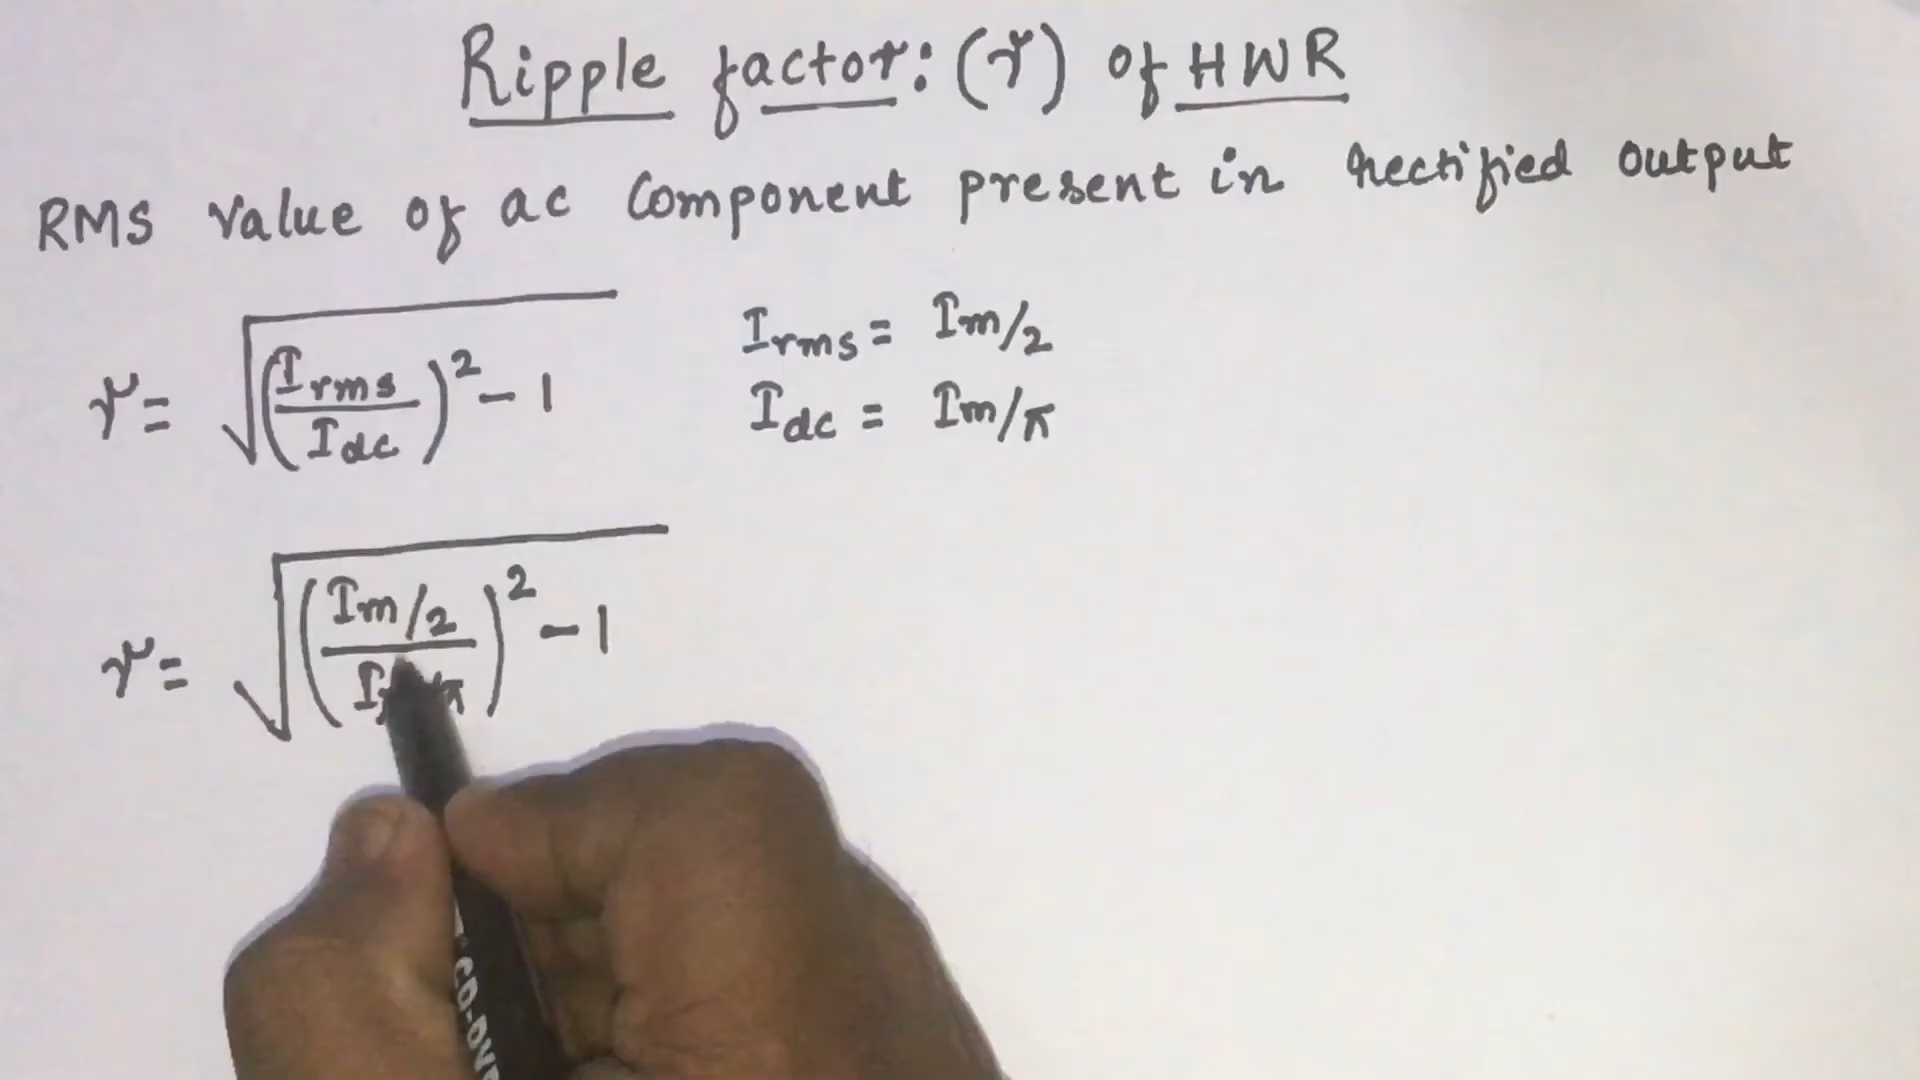 Ripple factor: (r) of HWR
RMS value of ac component present in rectified output
r = √((Irms/Idc)² - 1)
Irms = Im/2
Idc = Im/π
r = √((Im/2 / Im/π)² - 1)